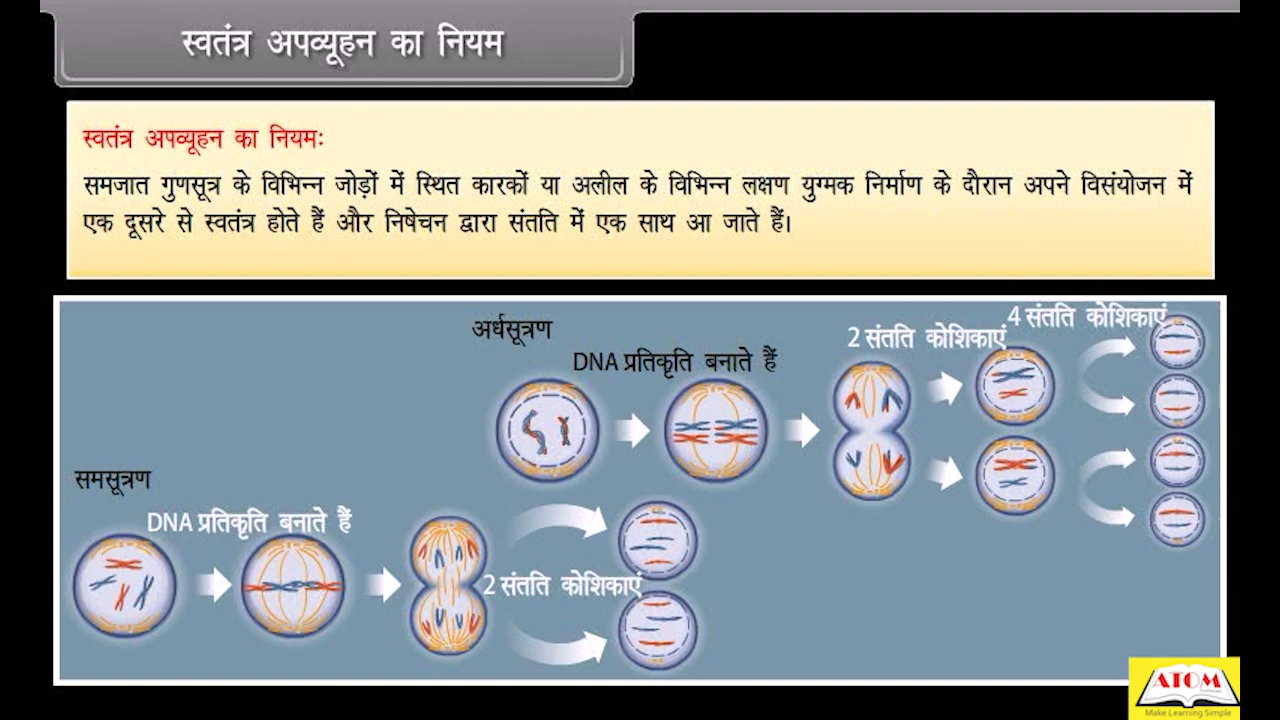 स्वतंत्र अपव्यूहन का नियम
स्वतंत्र अपव्यूहन का नियमः
समजात गुणसूत्र के विभिन्न जोड़ों में स्थित कारकों या अलील के विभिन्न लक्षण युग्मक निर्माण के दौरान अपने विसंयोजन में
एक दूसरे से स्वतंत्र होते हैं और निषेचन द्वारा संतति में एक साथ आ जाते हैं।
अर्धसूत्रण
DNA प्रतिकृति बनाते हैं
2 संतति कोशिकाएं
4 संतति कोशिकाएं
समसूत्रण
DNA प्रतिकृति बनाते हैं
2 संतति कोशिकाएं
ATOM
Make Learning Simple